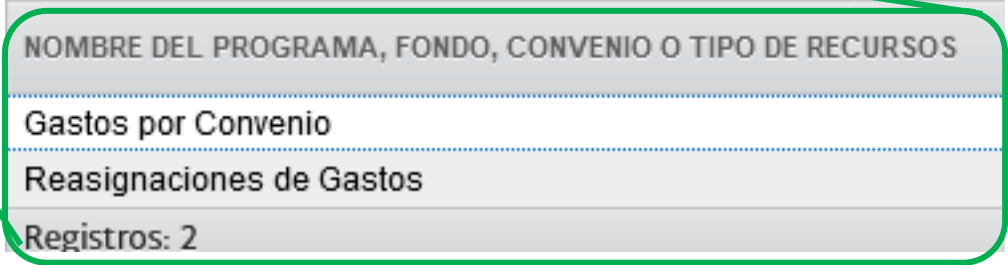 NOMBRE DEL PROGRAMA, FONDO, CONVENIO O TIPO DE RECURSOS
Gastos por Convenio
Reasignaciones de Gastos
Registros: 2